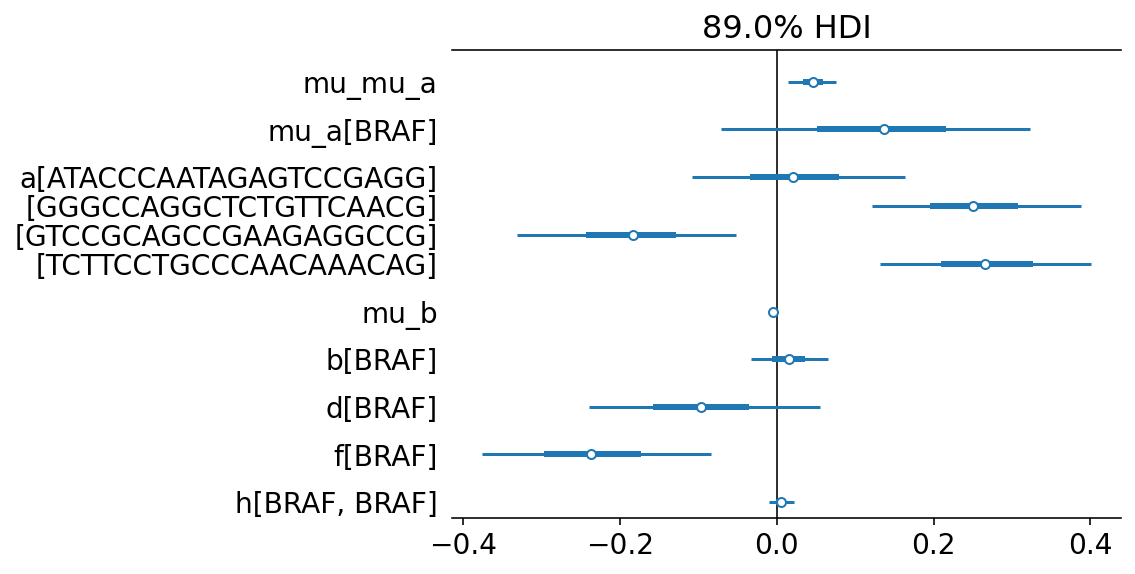 89.0% HDI
mu_mu_a
mu_a[BRAF]
a[ATACCCAATAGAGTCCGAGG]
[GGGCCAGGCTCTGTTCAACG]
[GTCCGCAGCCGAAGAGGCCG]
[TCTTCCTGCCCAACAAACAG]
mu_b
b[BRAF]
d[BRAF]
f[BRAF]
h[BRAF, BRAF]
−0.4 −0.2 0.0 0.2 0.4